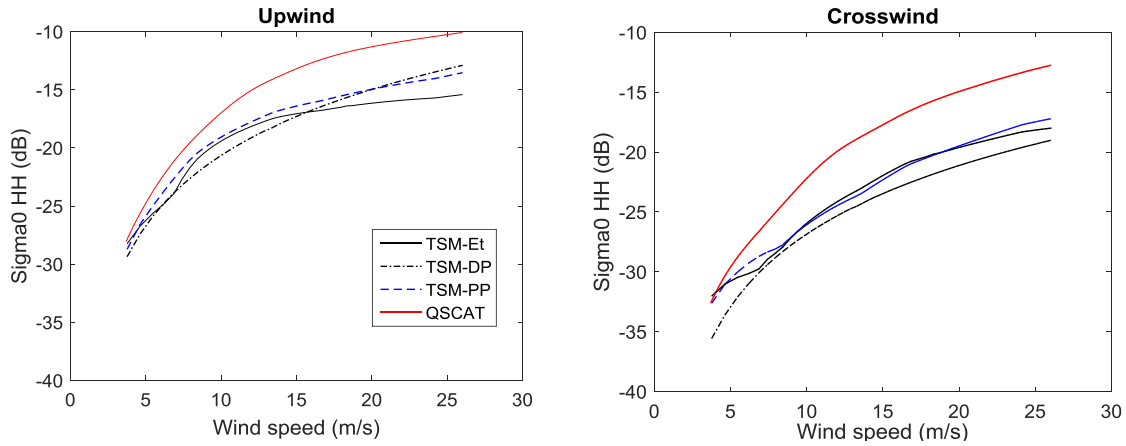 Upwind
-10
-15
-20
-25
-30
-35
-40
Sigma0 HH (dB)
0 5 10 15 20 25 30
Wind speed (m/s)
TSM-Et
TSM-DP
TSM-PP
QSCAT
Crosswind
-10
-15
-20
-25
-30
-35
-40
Sigma0 HH (dB)
0 5 10 15 20 25 30
Wind speed (m/s)